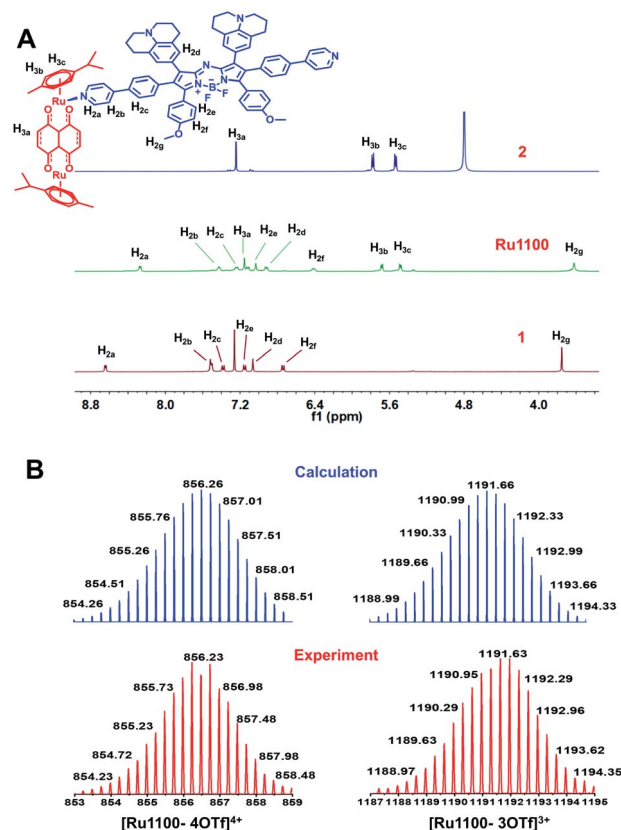 A
H3b
H3c
Ru
N
H2a
H2b
H2c
H2d
N
N
N
N
N
B
F
F
H2e
H2f
O
H2g
O
N
O
O
H3a
O
O
Ru
H3a
H3b
H3c
2
H2a
H2b
H2c
H3a
H2e
H2d
H2f
H3b
H3c
Ru1100
H2g
H2a
H2b
H2c
H2e
H2d
H2f
1
H2g
8.8 8.0 7.2 6.4 5.6 4.8 4.0
f1 (ppm)
B
Calculation
854.26
854.51
855.26
855.76
856.26
857.01
857.51
858.01
858.51
1188.99
1189.66
1190.33
1190.99
1191.66
1192.33
1192.99
1193.66
1194.33
Experiment
854.23
854.72
855.23
855.73
856.23
856.98
857.48
857.98
858.48
1188.97
1189.63
1190.29
1190.95
1191.63
1192.29
1192.96
1193.62
1194.35
853 854 855 856 857 858 859
1187 1188 1189 1190 1191 1192 1193 1194 1196
[Ru1100- 4OTf]4+
[Ru1100- 3OTf]3+